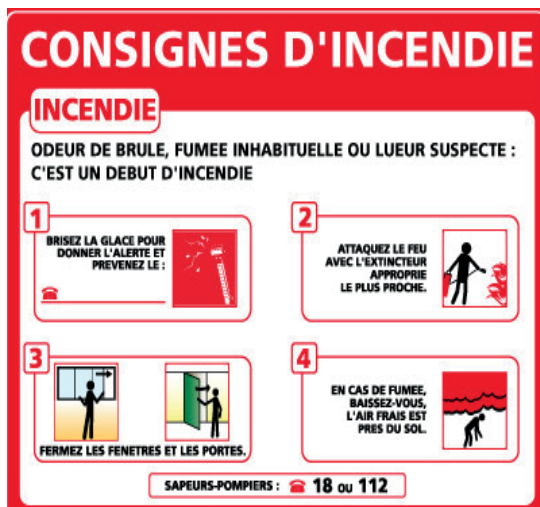 CONSIGNES D'INCENDIE
INCENDIE
ODEUR DE BRULE, FUMEE INHABITUELLE OU LUEUR SUSPECTE :
C'EST UN DEBUT D'INCENDIE
1
BRISEZ LA GLACE POUR
DONNER L'ALERTE ET
PREVENEZ LE :
2
ATTAQUEZ LE FEU
AVEC L'EXTINCTEUR
APPROPRIE
LE PLUS PROCHE.
3
FERMEZ LES FENETRES ET LES PORTES.
4
EN CAS DE FUMEE,
BAISSEZ-VOUS,
L'AIR FRAIS EST
PRES DU SOL.
SAPEURS-POMPIERS : ☎ 18 ou 112